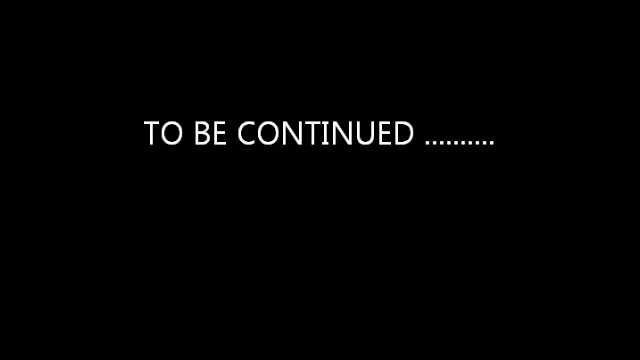 TO BE CONTINUED ..........